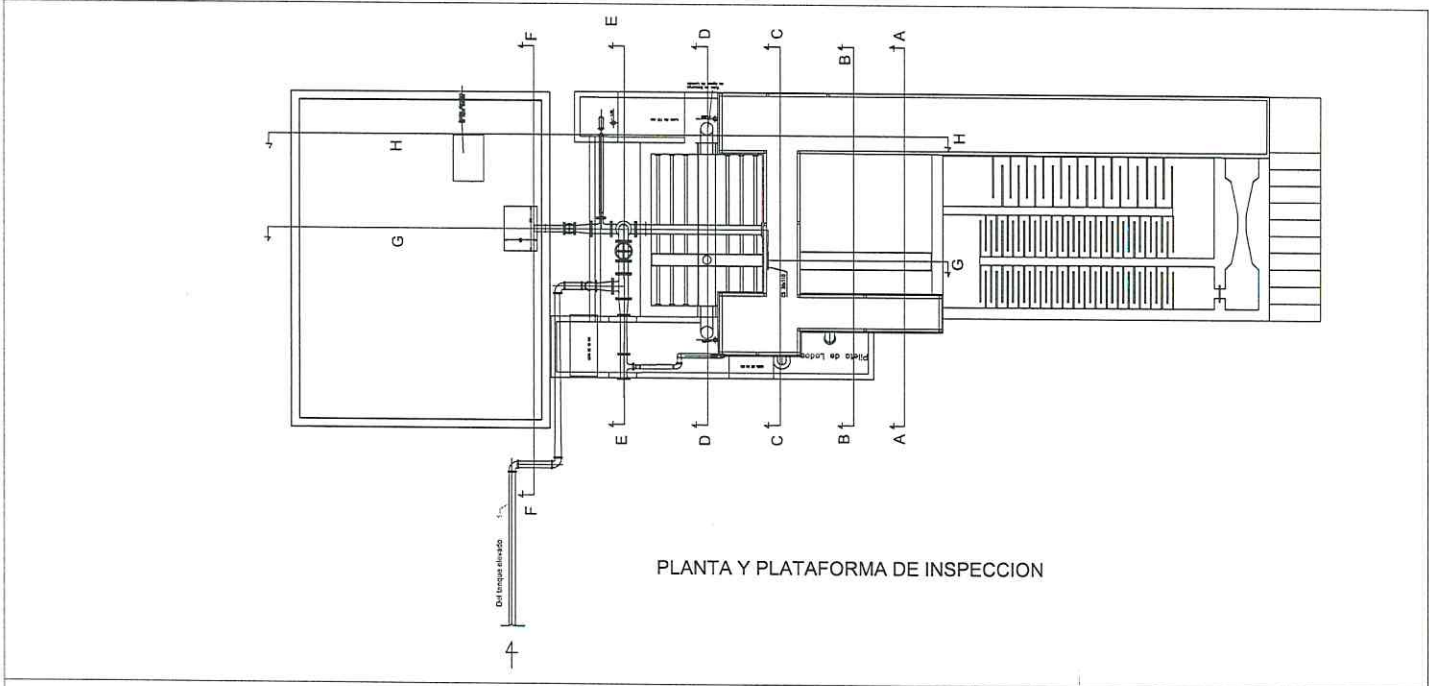 E
F
D
C
B
A
H
H
G
G
Pileta de Lodos
E
D
C
B
A
F
Del tanque elevado
PLANTA Y PLATAFORMA DE INSPECCION